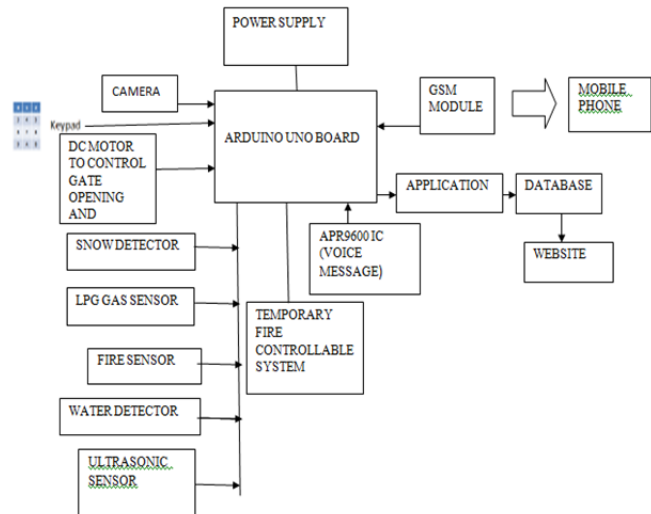 POWER SUPPLY
CAMERA
GSM
MODULE
MOBILE
PHONE
Keypad
ARDUINO UNO BOARD
DC MOTOR
TO CONTROL
GATE
OPENING
AND
APPLICATION
DATABASE
APR9600 IC
(VOICE
MESSAGE)
WEBSITE
SNOW DETECTOR
LPG GAS SENSOR
TEMPORARY
FIRE
CONTROLLABLE
SYSTEM
FIRE SENSOR
WATER DETECTOR
ULTRASONIC
SENSOR